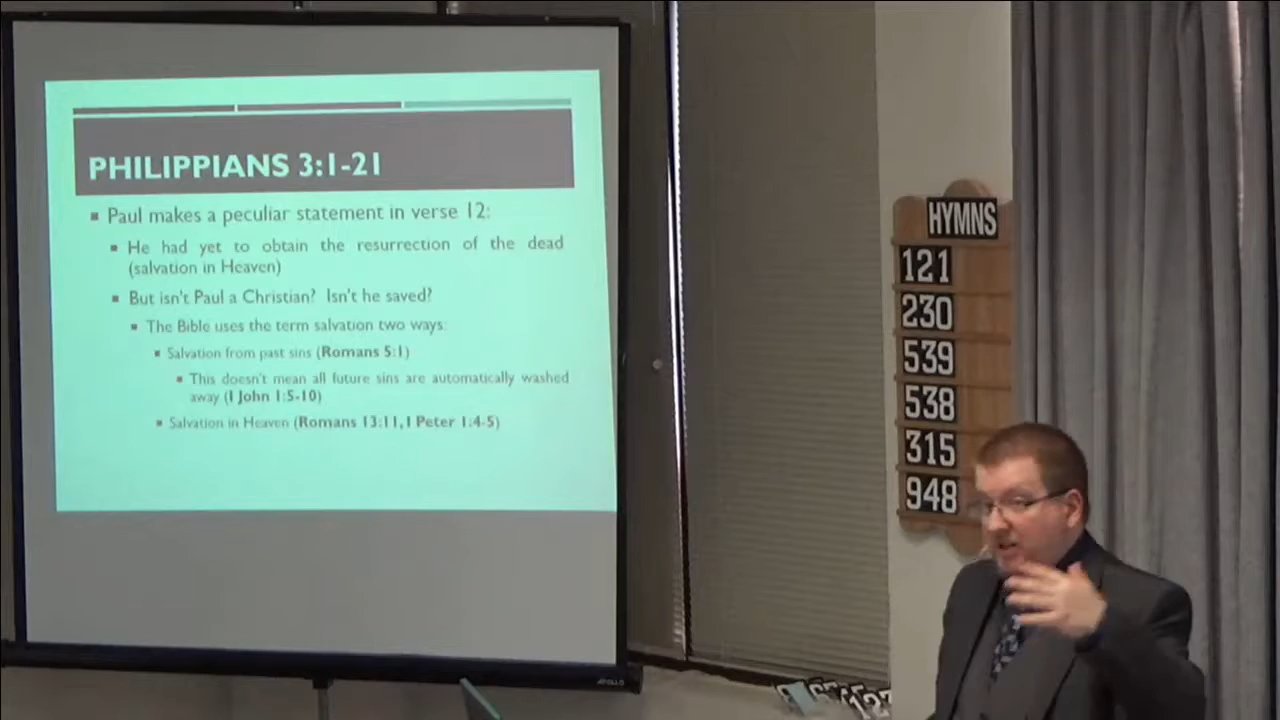 PHILIPPIANS 3:1-21
▪ Paul makes a peculiar statement in verse 12:
▪ He had yet to obtain the resurrection of the dead
(salvation in Heaven)
▪ But isn't Paul a Christian? Isn't he saved?
▪ The Bible uses the term salvation two ways:
▪ Salvation from past sins (Romans 5:1)
▪ This doesn't mean all future sins are automatically washed
away (I John 1:5-10)
▪ Salvation in Heaven (Romans 13:11, I Peter 1:4-5)
APOLLO
HYMNS
121
230
539
538
315
948